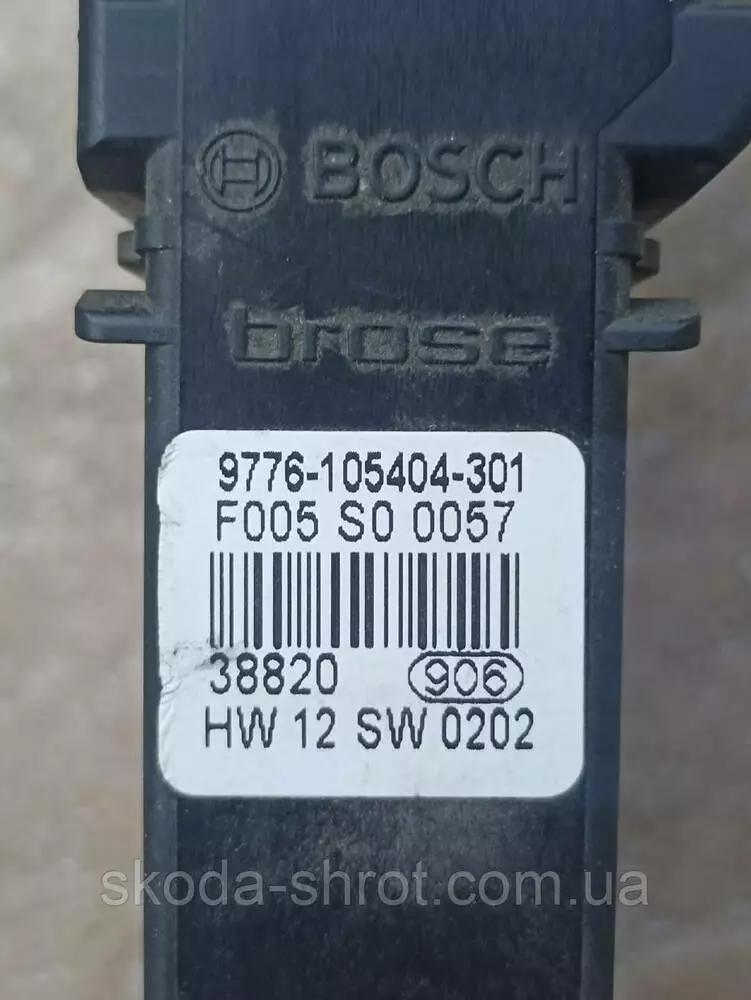 BOSCH
brose
9776-105404-301
F005 S0 0057
38820 906
HW 12 SW 0202
skoda-shrot.com.ua